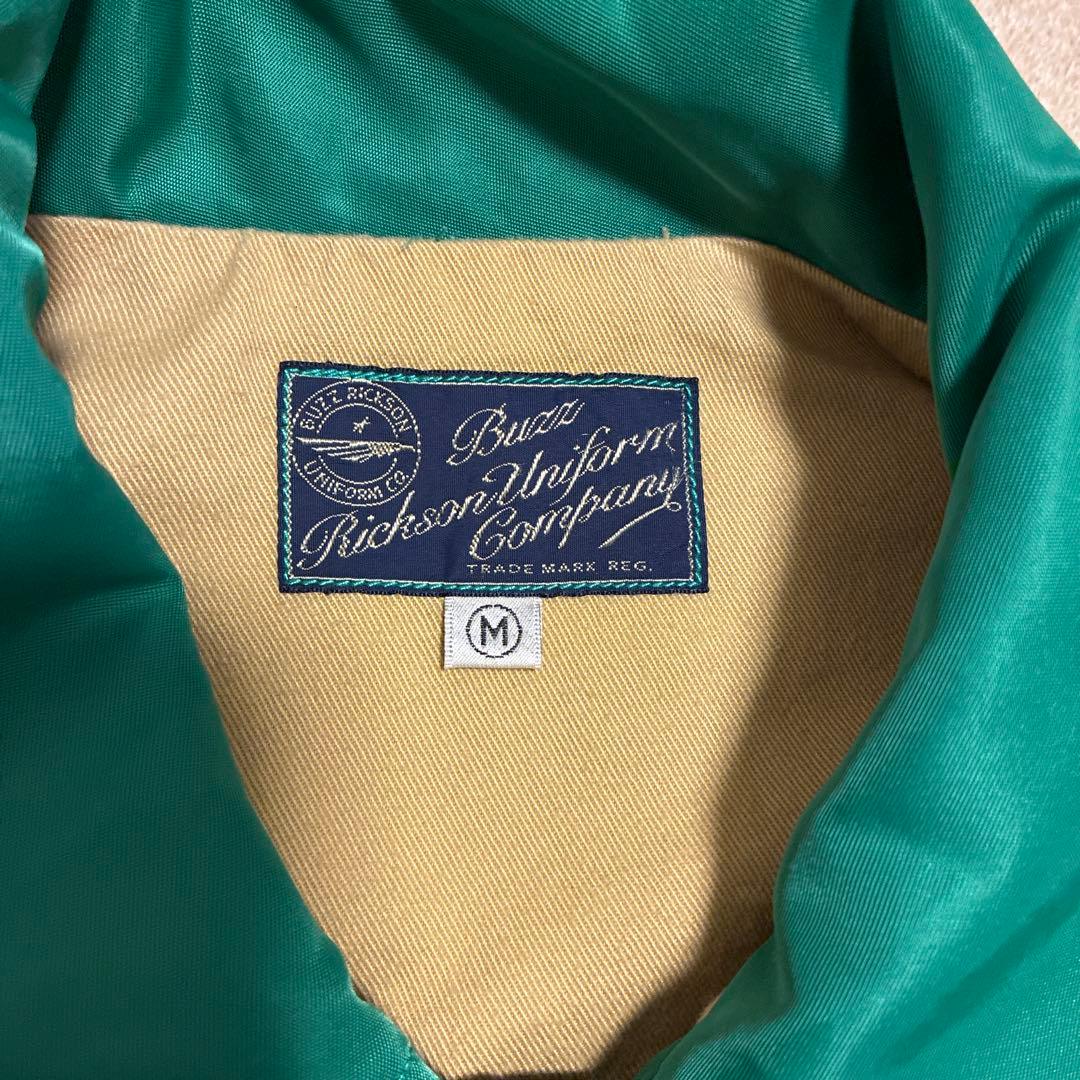 BUZZ RICKSON
UNIFORM CO.
Buzz
Rickson Uniform
Company
TRADE MARK REG.
M